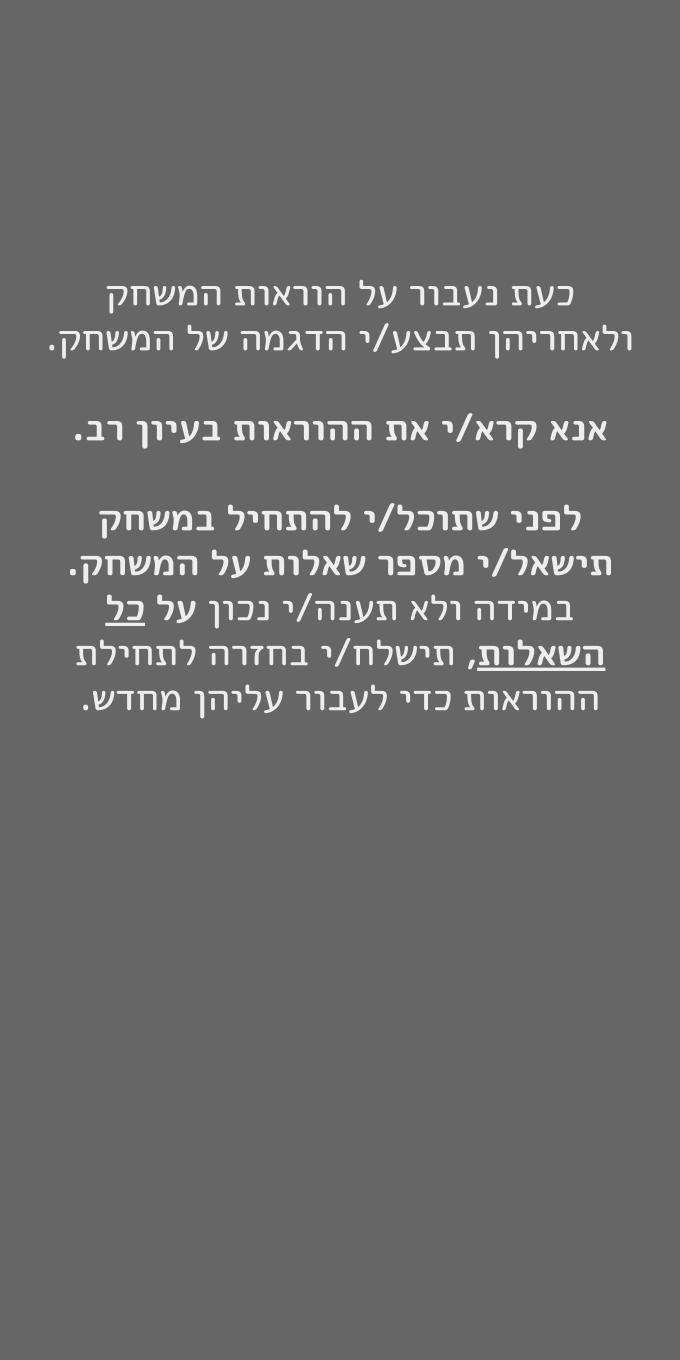 כעת נעבור על הוראות המשחק
ולאחריהן תבצע/י הדגמה של המשחק.
אנא קרא/י את ההוראות בעיון רב.
לפני שתוכל/י להתחיל במשחק
תישאל/י מספר שאלות על המשחק.
במידה ולא תענה/י נכון על כל
השאלות, תישלח/י בחזרה לתחילת
ההוראות כדי לעבור עליהן מחדש.